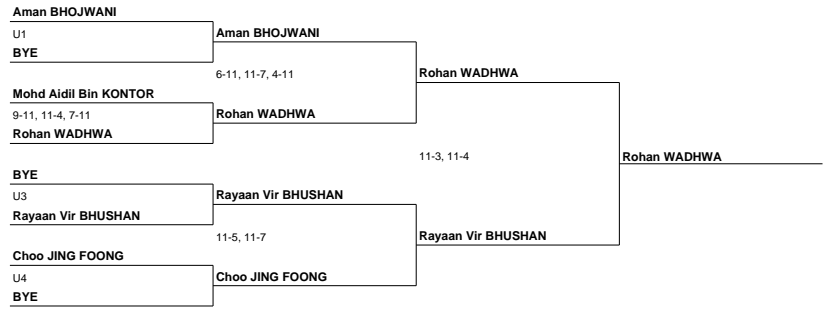 Aman BHOJWANI
U1
Aman BHOJWANI
BYE
6-11, 11-7, 4-11
Rohan WADHWA
Mohd Aidil Bin KONTOR
9-11, 11-4, 7-11
Rohan WADHWA
Rohan WADHWA
11-3, 11-4
Rohan WADHWA
BYE
U3
Rayaan Vir BHUSHAN
Rayaan Vir BHUSHAN
11-5, 11-7
Rayaan Vir BHUSHAN
Choo JING FOONG
U4
Choo JING FOONG
BYE